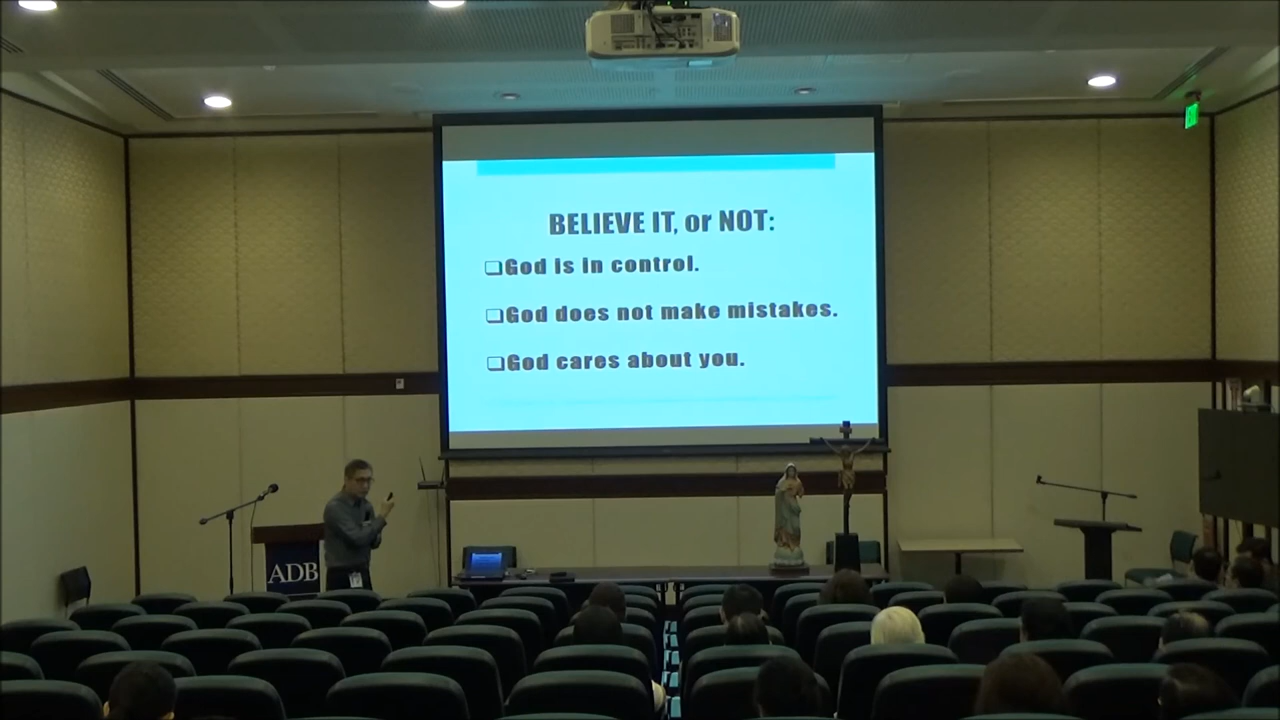 BELIEVE IT, or NOT:
❑God is in control.
❑God does not make mistakes.
❑God cares about you.
ADB